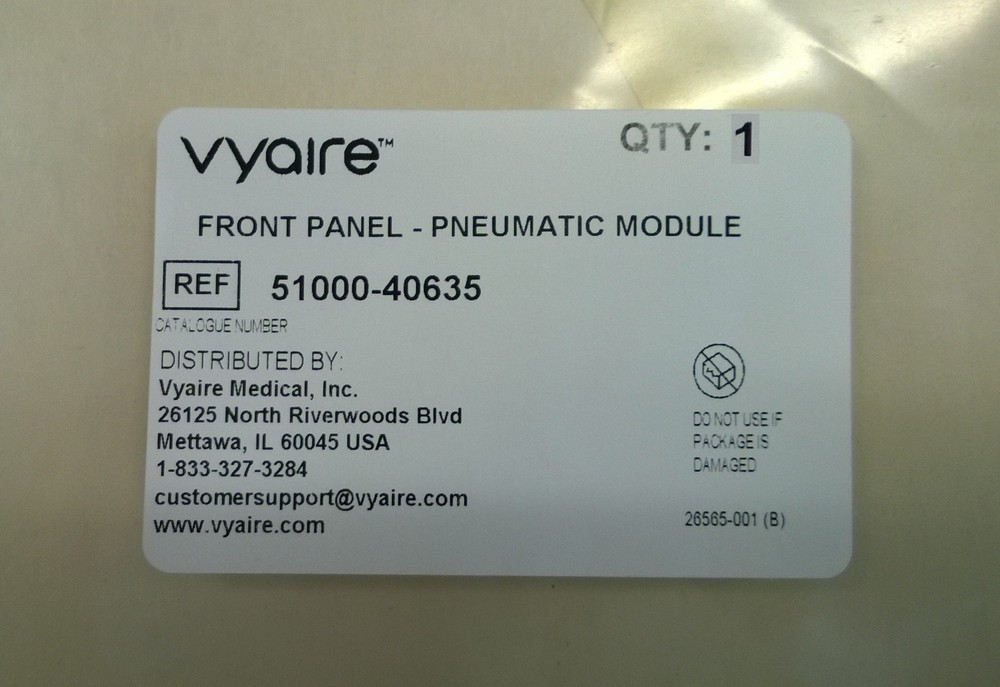 vyaire™
QTY: 1
FRONT PANEL - PNEUMATIC MODULE
REF 51000-40635
CATALOGUE NUMBER
DISTRIBUTED BY:
Vyaire Medical, Inc.
26125 North Riverwoods Blvd
Mettawa, IL 60045 USA
1-833-327-3284
customersupport@vyaire.com
www.vyaire.com
DO NOT USE IF
PACKAGE IS
DAMAGED
26565-001 (B)